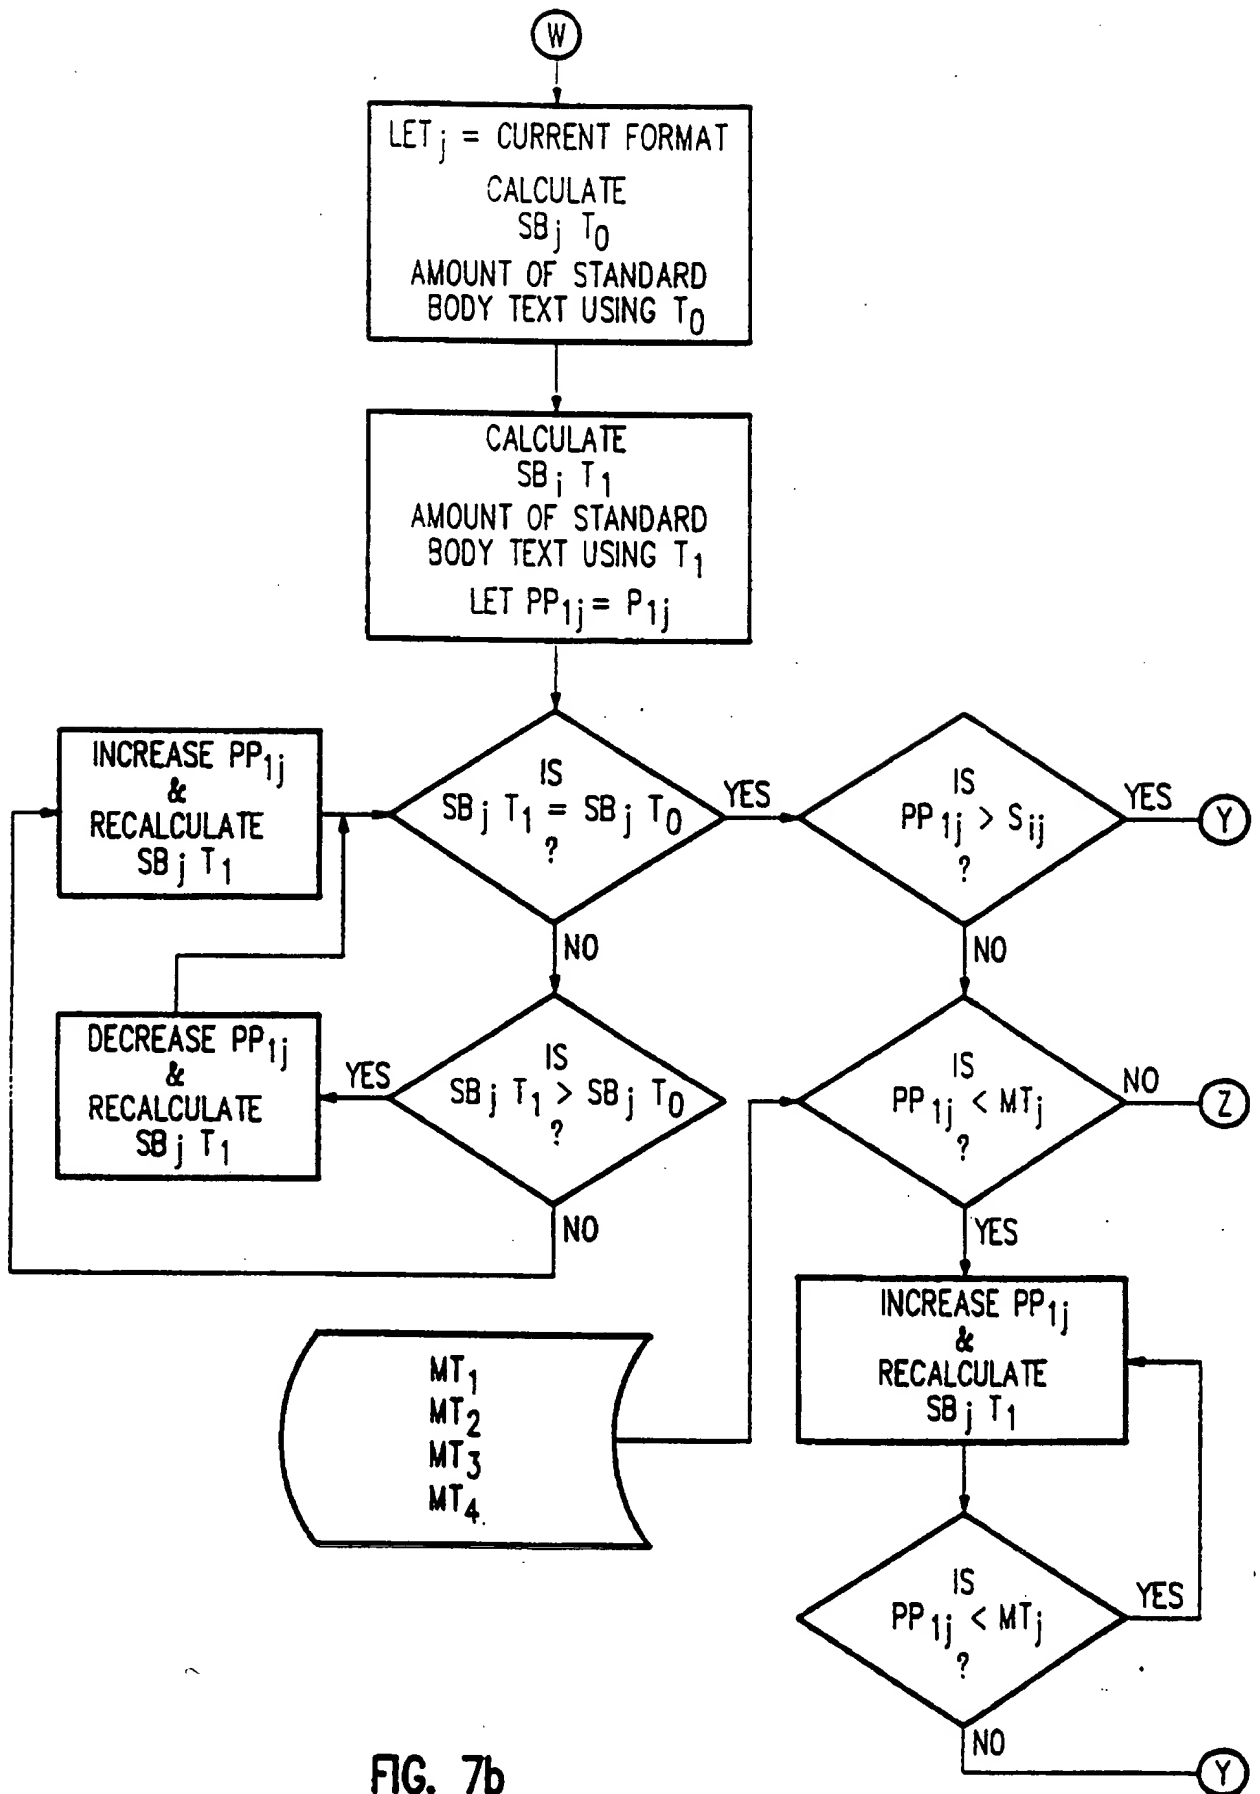 W
LET j = CURRENT FORMAT
CALCULATE
SB j T0
AMOUNT OF STANDARD
BODY TEXT USING T0
CALCULATE
SB i T1
AMOUNT OF STANDARD
BODY TEXT USING T1
LET PP1j = P1j
INCREASE PP1j
&
RECALCULATE
SB j T1
IS
SB j T1 = SB j T0
?
YES
IS
PP1j > Sij
?
YES
Y
NO
NO
DECREASE PP1j
&
RECALCULATE
SB j T1
YES
IS
SB j T1 > SB j T0
?
IS
PP1j < MTj
?
NO
Z
NO
YES
INCREASE PP1j
&
RECALCULATE
SB j T1
MT1
MT2
MT3
MT4
IS
PP1j < MTj
?
YES
NO
Y
FIG. 7b